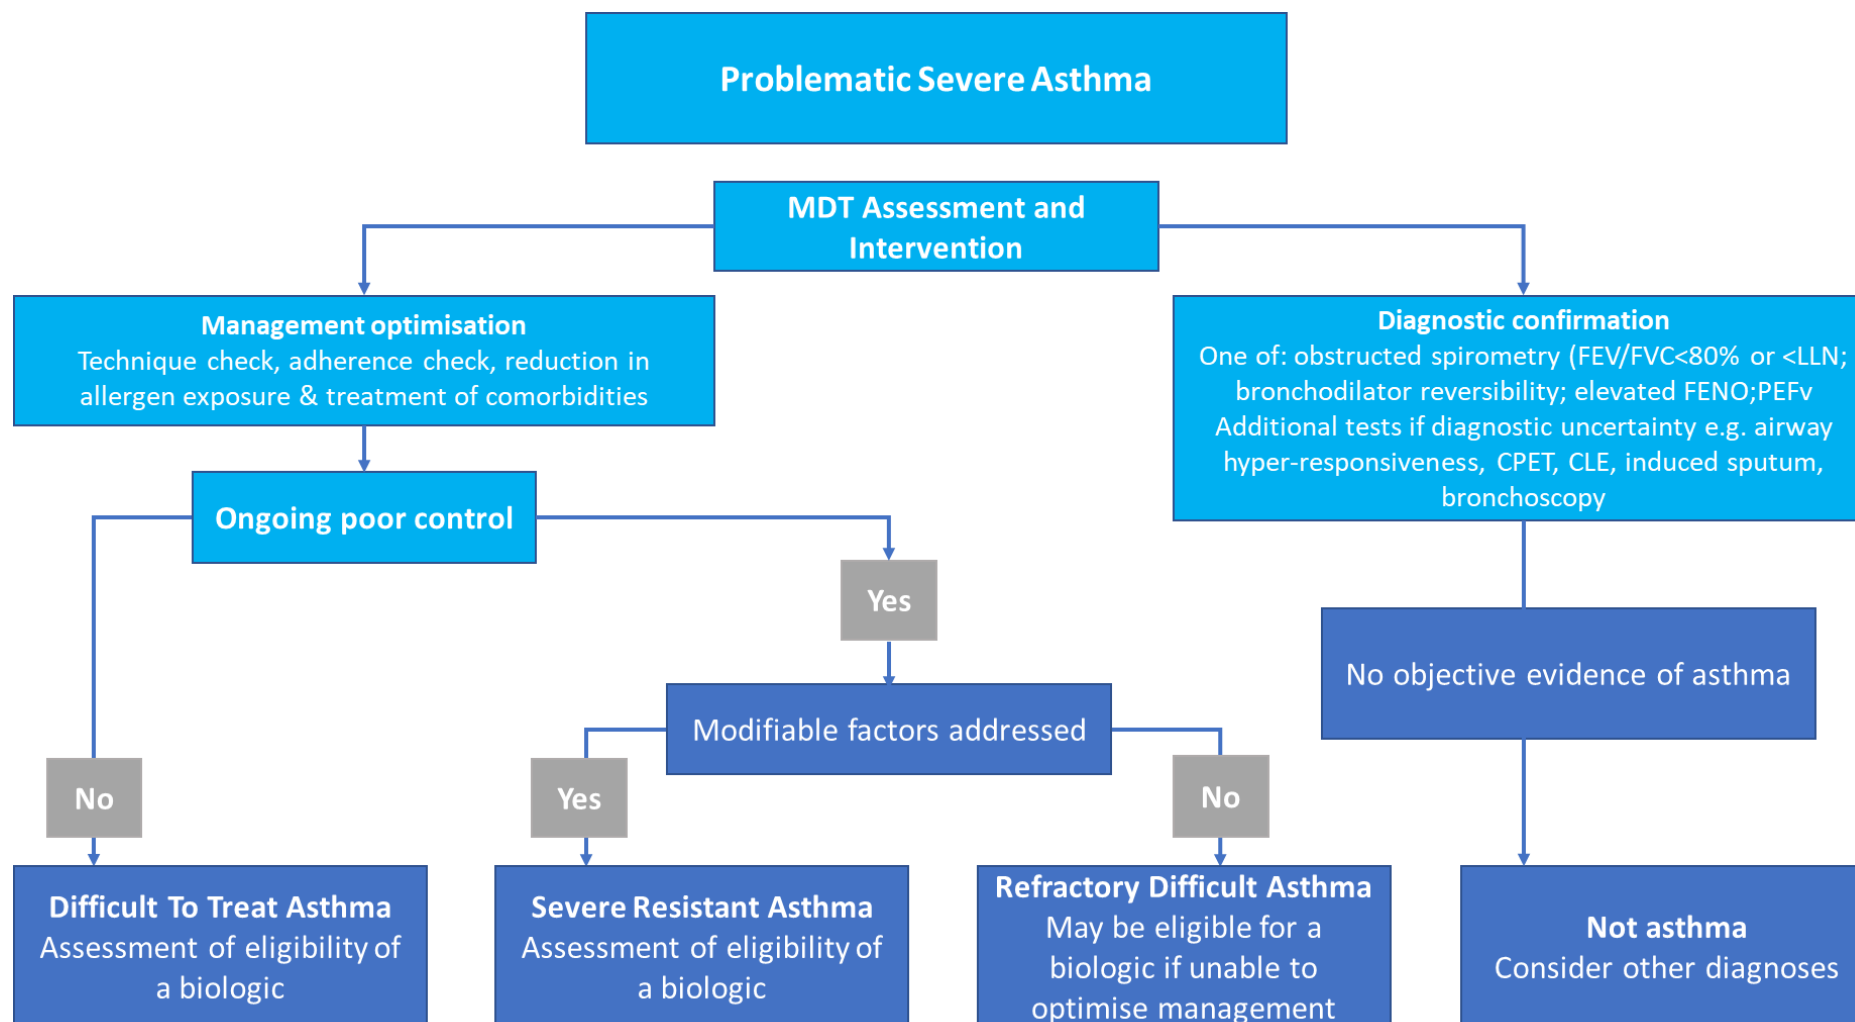 Problematic Severe Asthma
MDT Assessment and
Intervention
Management optimisation
Technique check, adherence check, reduction in
allergen exposure & treatment of comorbidities
Diagnostic confirmation
One of: obstructed spirometry (FEV/FVC<80% or <LLN;
bronchodilator reversibility; elevated FENO;PEFv
Additional tests if diagnostic uncertainty e.g. airway
hyper-responsiveness, CPET, CLE, induced sputum,
bronchoscopy
Ongoing poor control
Yes
No objective evidence of asthma
Modifiable factors addressed
No
Yes
No
Difficult To Treat Asthma
Assessment of eligibility of
a biologic
Severe Resistant Asthma
Assessment of eligibility of
a biologic
Refractory Difficult Asthma
May be eligible for a
biologic if unable to
optimise management
Not asthma
Consider other diagnoses